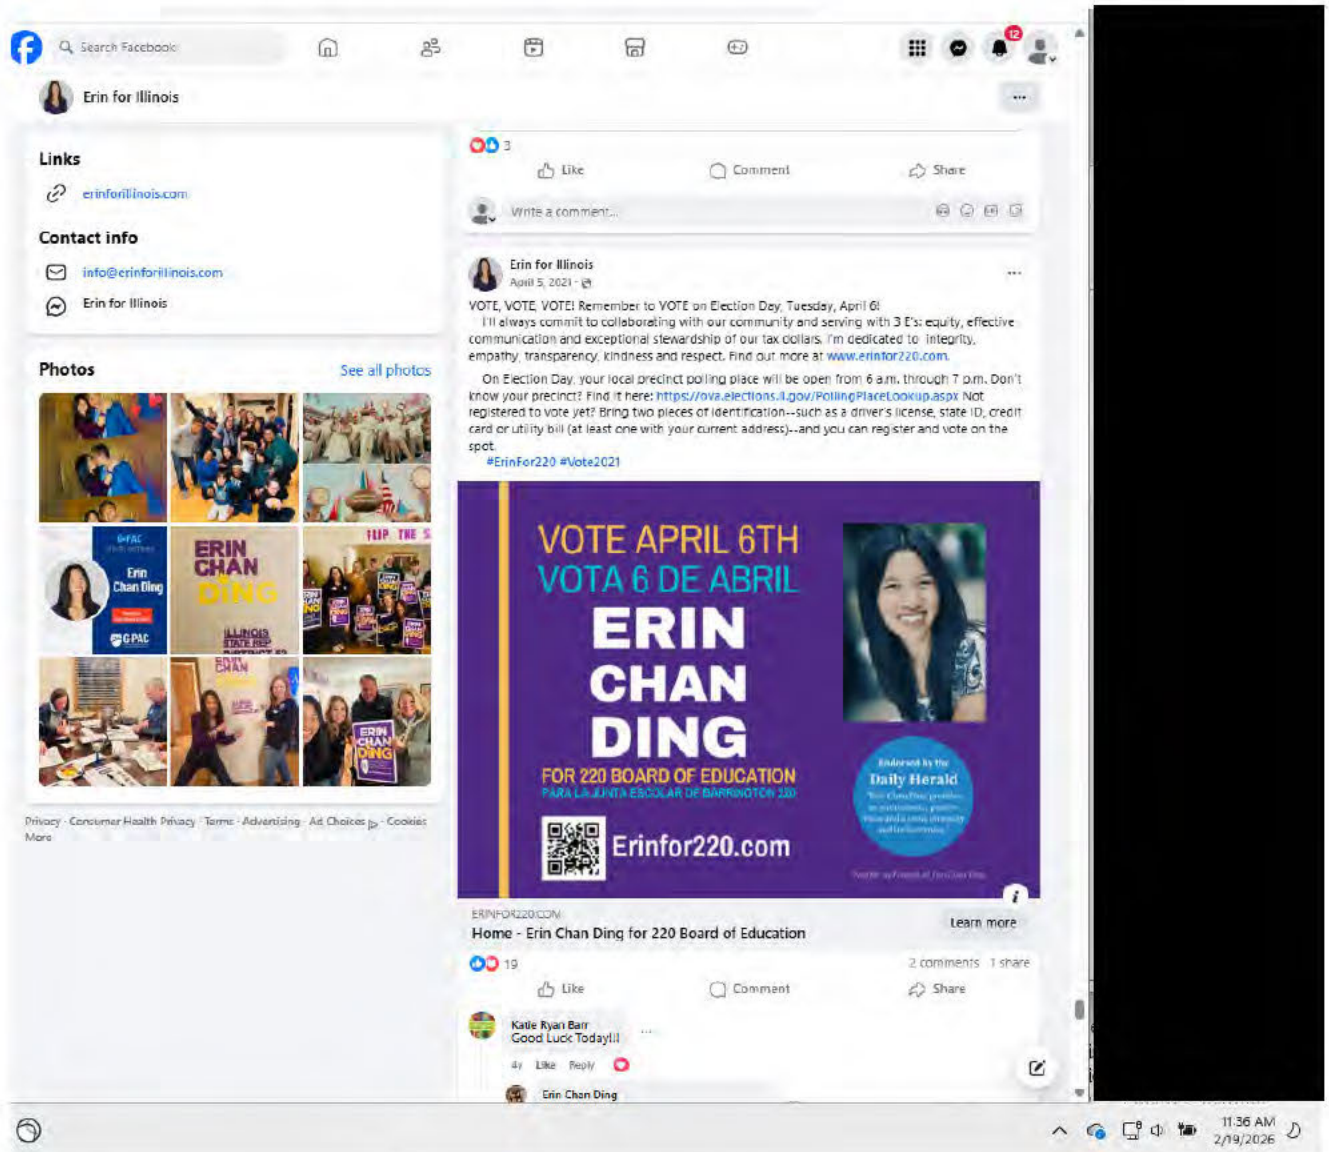 Search Facebook
12
Erin for Illinois
Links
erinforillinois.com
Contact info
info@erinforillinois.com
Erin for Illinois
Photos
See all photos
G-PAC
Erin
Chan Ding
G-PAC
ERIN
CHAN
DING
ILLINOIS
STATE REP
FLIP THE S
ERIN
CHAN
DING
Privacy · Consumer Health Privacy · Terms · Advertising · Ad Choices · Cookies
More
3
Like
Comment
Share
Write a comment...
Erin for Illinois
April 5, 2021 ·
VOTE, VOTE, VOTE! Remember to VOTE on Election Day, Tuesday, April 6!
I'll always commit to collaborating with our community and serving with 3 E's: equity, effective
communication and exceptional stewardship of our tax dollars. I'm dedicated to integrity,
empathy, transparency, kindness and respect. Find out more at www.erinfor220.com.
On Election Day, your local precinct polling place will be open from 6 a.m. through 7 p.m. Don't
know your precinct? Find it here: https://ova.elections.il.gov/PollingPlaceLookup.aspx Not
registered to vote yet? Bring two pieces of identification--such as a driver's license, state ID, credit
card or utility bill (at least one with your current address)--and you can register and vote on the
spot.
#ErinFor220 #Vote2021
VOTE APRIL 6TH
VOTA 6 DE ABRIL
ERIN
CHAN
DING
FOR 220 BOARD OF EDUCATION
PARA LA JUNTA ESCOLAR DE BARRINGTON 220
Erinfor220.com
Endorsed by the
Daily Herald
ERINFOR220.COM
Home - Erin Chan Ding for 220 Board of Education
Learn more
19
2 comments 1 share
Like
Comment
Share
Katie Ryan Barr
Good Luck Today!!!
4y Like Reply
Erin Chan Ding
11:36 AM
2/19/2026